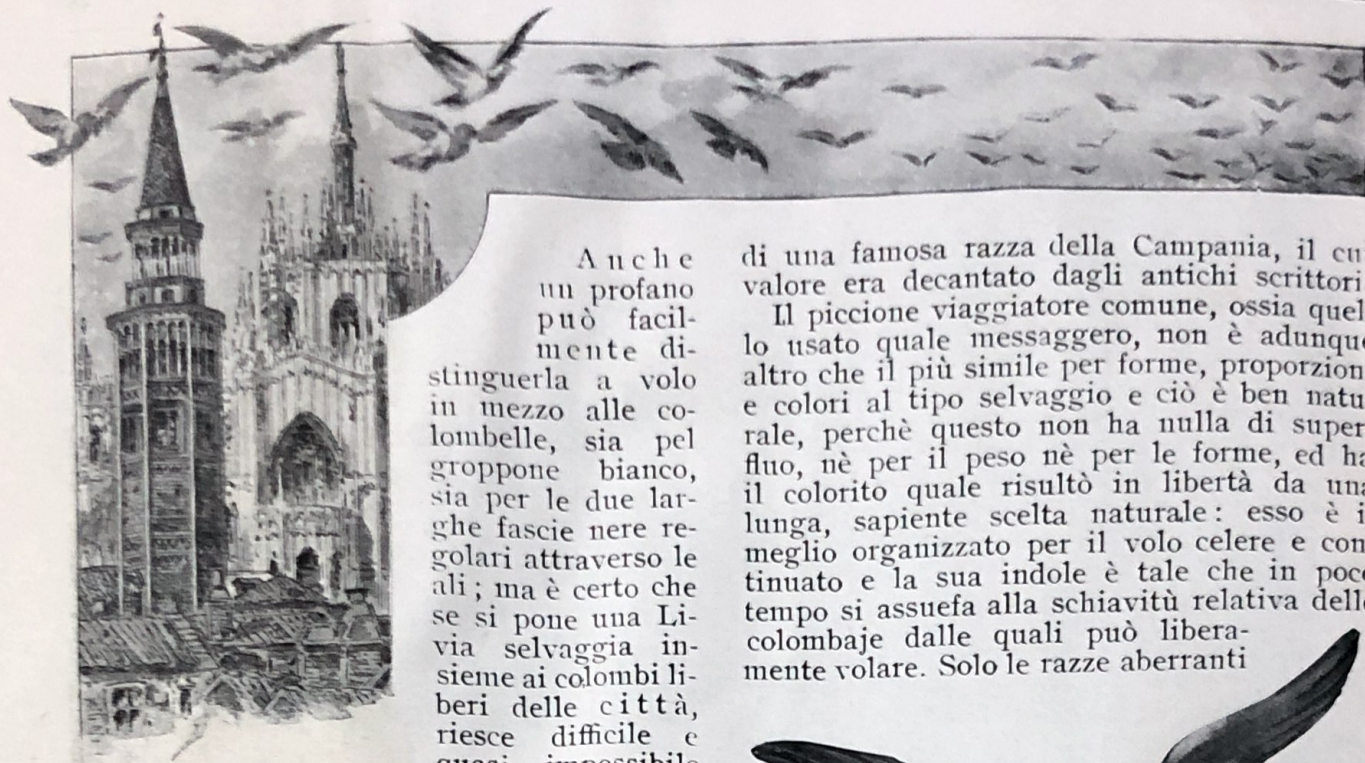 Anche
un profano
può facil-
mente di-
stinguerla a volo
in mezzo alle co-
lombelle, sia pel
groppone bianco,
sia per le due lar-
ghe fascie nere re-
golari attraverso le
ali; ma è certo che
se si pone una Li-
via selvaggia in-
sieme ai colombi li-
beri delle città,
riesce difficile e
quasi impossibile
di una famosa razza della Campania, il cu
valore era decantato dagli antichi scrittori
Il piccione viaggiatore comune, ossia quel
lo usato quale messaggero, non è adunqu
altro che il più simile per forme, proporzion
e colori al tipo selvaggio e ciò è ben natu
rale, perchè questo non ha nulla di super
fluo, nè per il peso nè per le forme, ed ha
il colorito quale risultò in libertà da una
lunga, sapiente scelta naturale: esso è i
meglio organizzato per il volo celere e con
tinuato e la sua indole è tale che in poc
tempo si assuefa alla schiavitù relativa dell
colombaje dalle quali può libera-
mente volare. Solo le razze aberranti